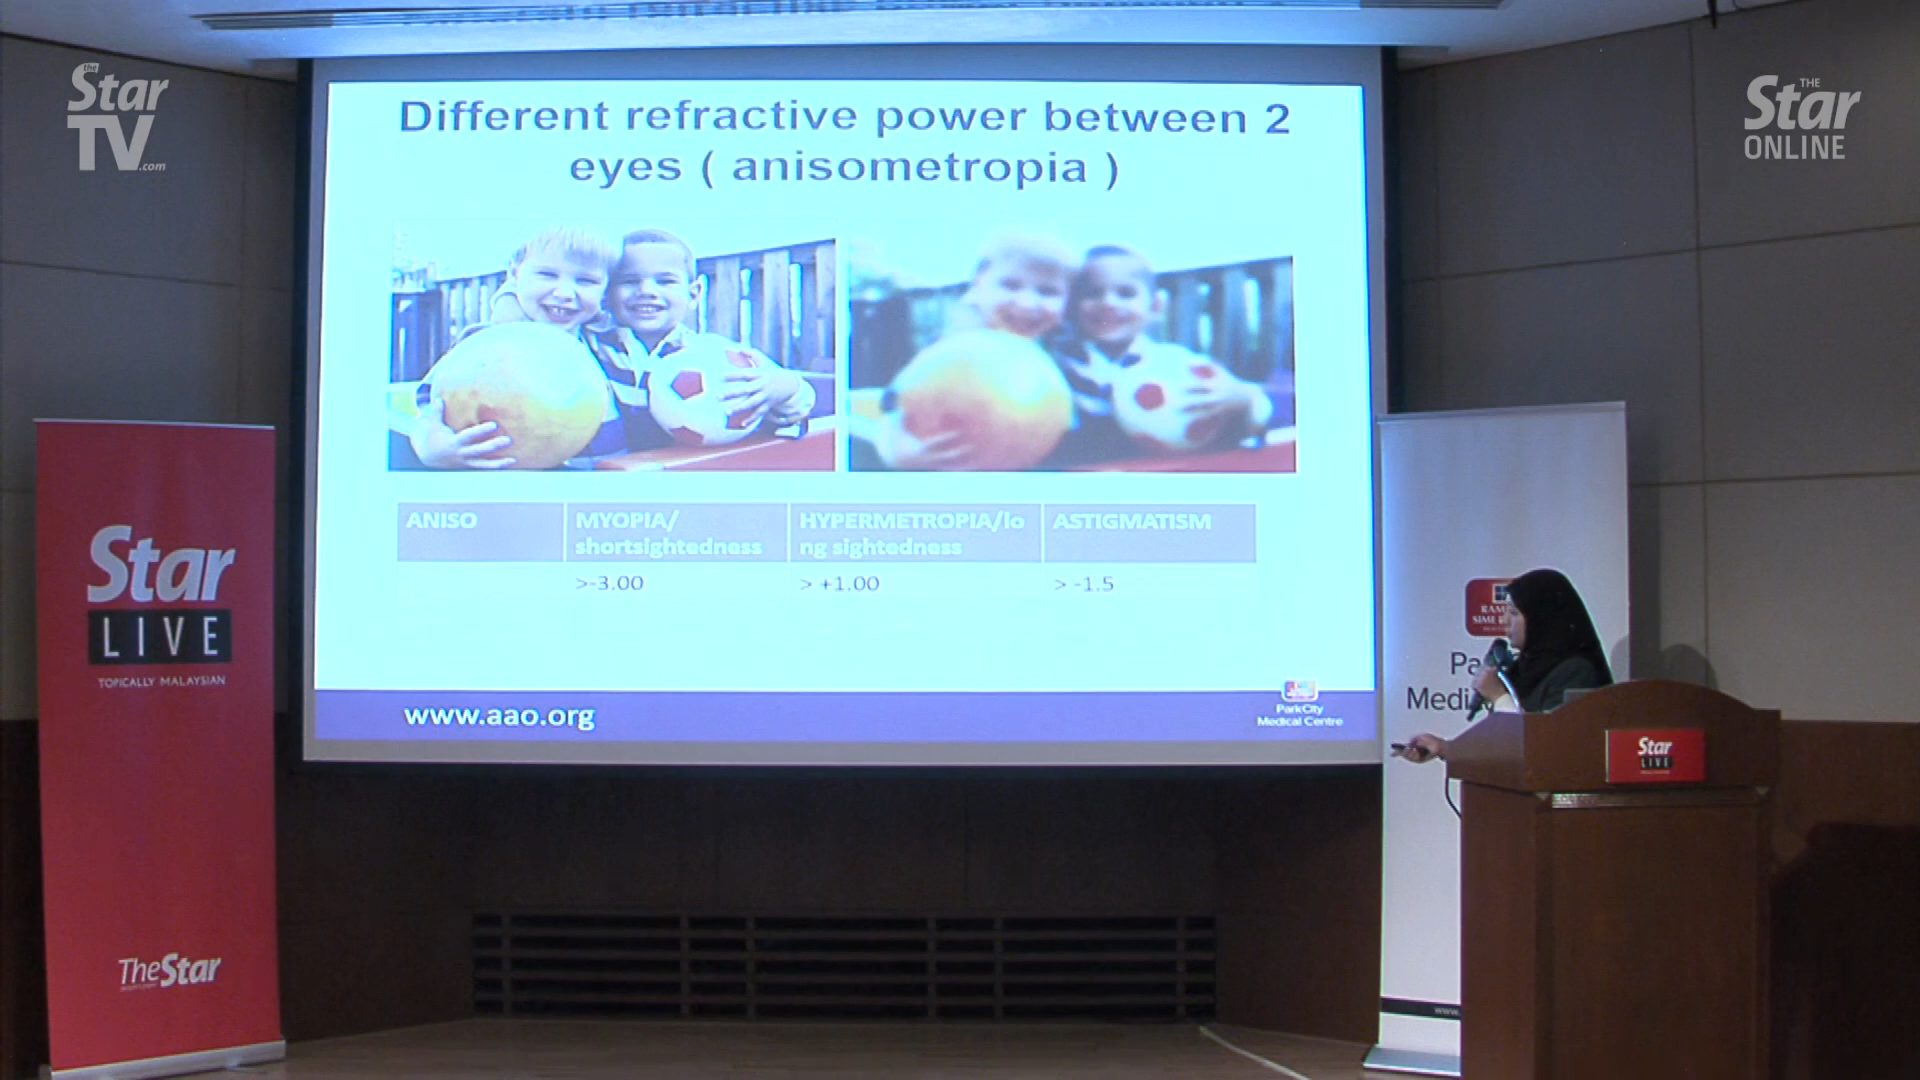 the
Star
TV
.com
THE
Star
ONLINE
Different refractive power between 2
eyes ( anisometropia )
ANISO
MYOPIA/
shortsightedness
HYPERMETROPIA/lo
ng sightedness
ASTIGMATISM
>-3.00
> +1.00
> -1.5
www.aao.org
ParkCity
Medical Centre
Star
LIVE
TOPICALLY MALAYSIAN
TheStar
SIME
Star
LIVE
www.